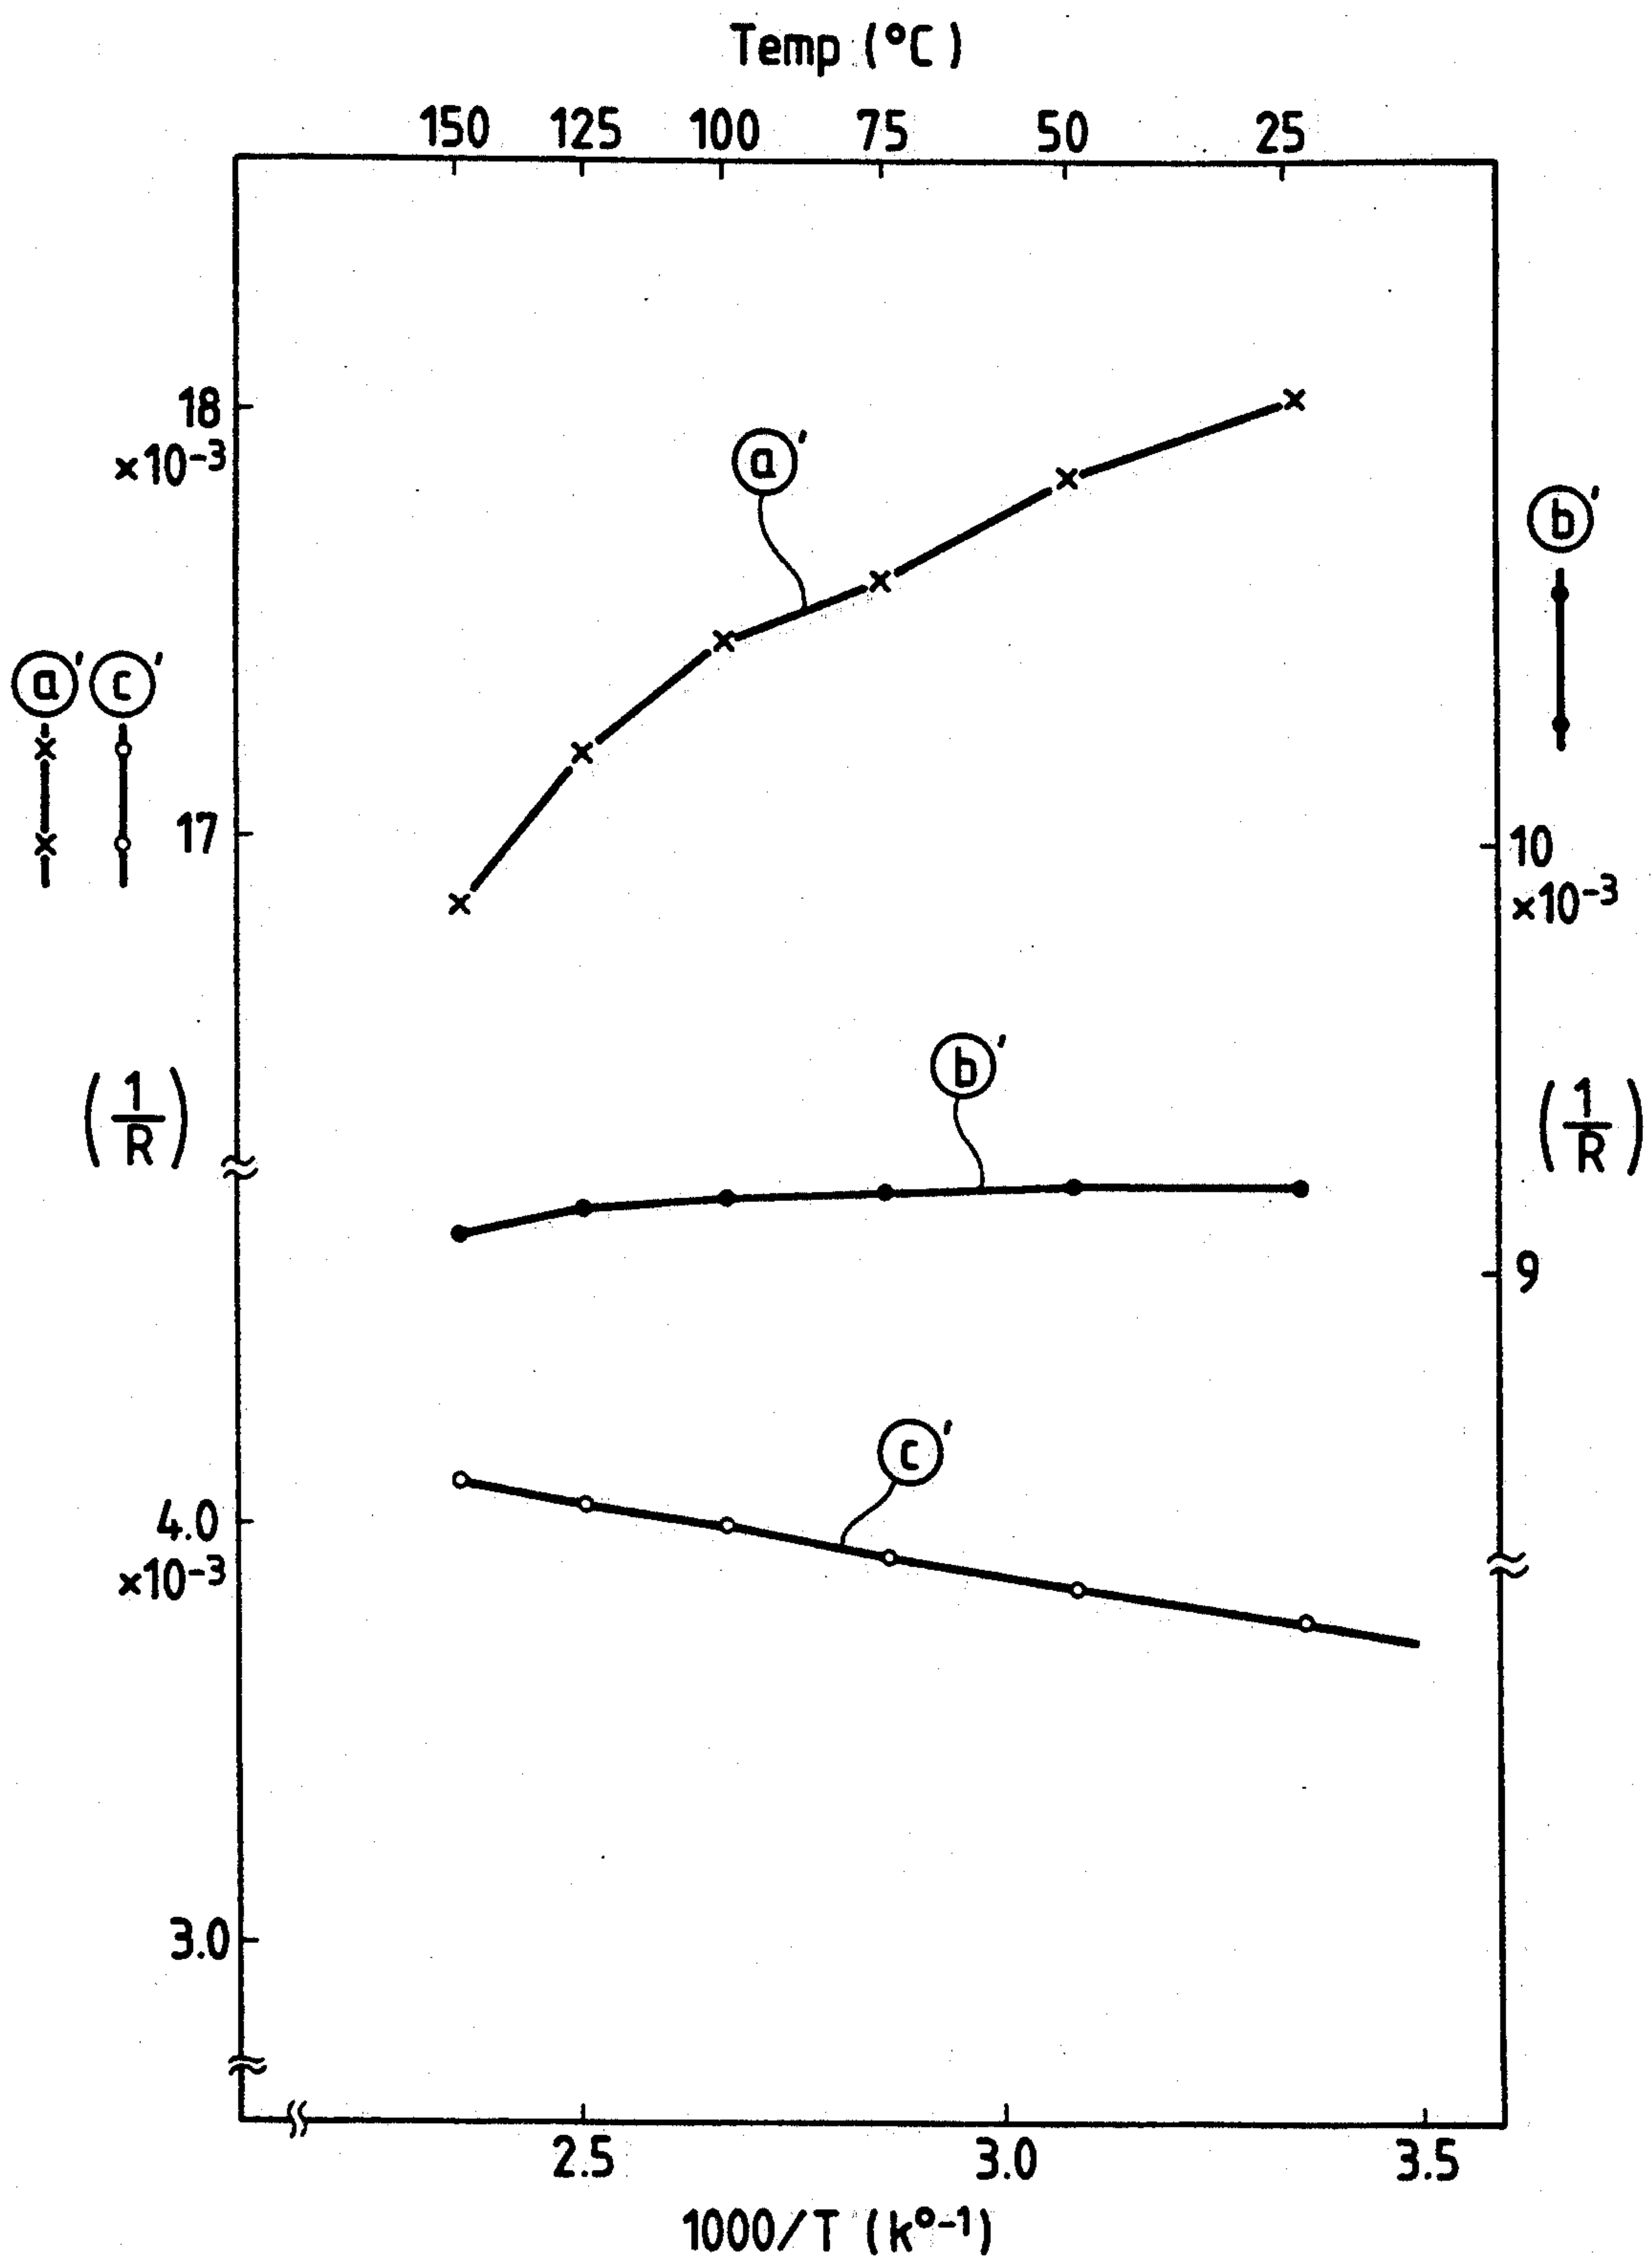 Temp (°C)
150 125 100 75 50 25
18
×10⁻³
a'
b'
a' c'
17
10
×10⁻³
b'
(1/R)
(1/R)
9
c'
4.0
×10⁻³
3.0
2.5 3.0 3.5
1000/T (k°⁻¹)